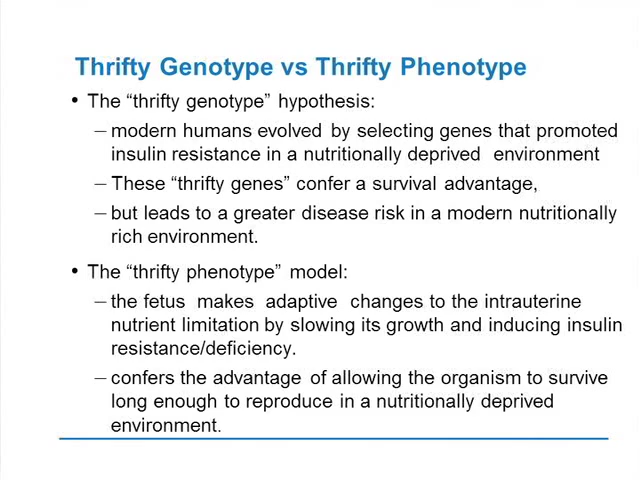 Thrifty Genotype vs Thrifty Phenotype
• The “thrifty genotype” hypothesis:
– modern humans evolved by selecting genes that promoted
insulin resistance in a nutritionally deprived environment
– These “thrifty genes” confer a survival advantage,
– but leads to a greater disease risk in a modern nutritionally
rich environment.
• The “thrifty phenotype” model:
– the fetus makes adaptive changes to the intrauterine
nutrient limitation by slowing its growth and inducing insulin
resistance/deficiency.
– confers the advantage of allowing the organism to survive
long enough to reproduce in a nutritionally deprived
environment.